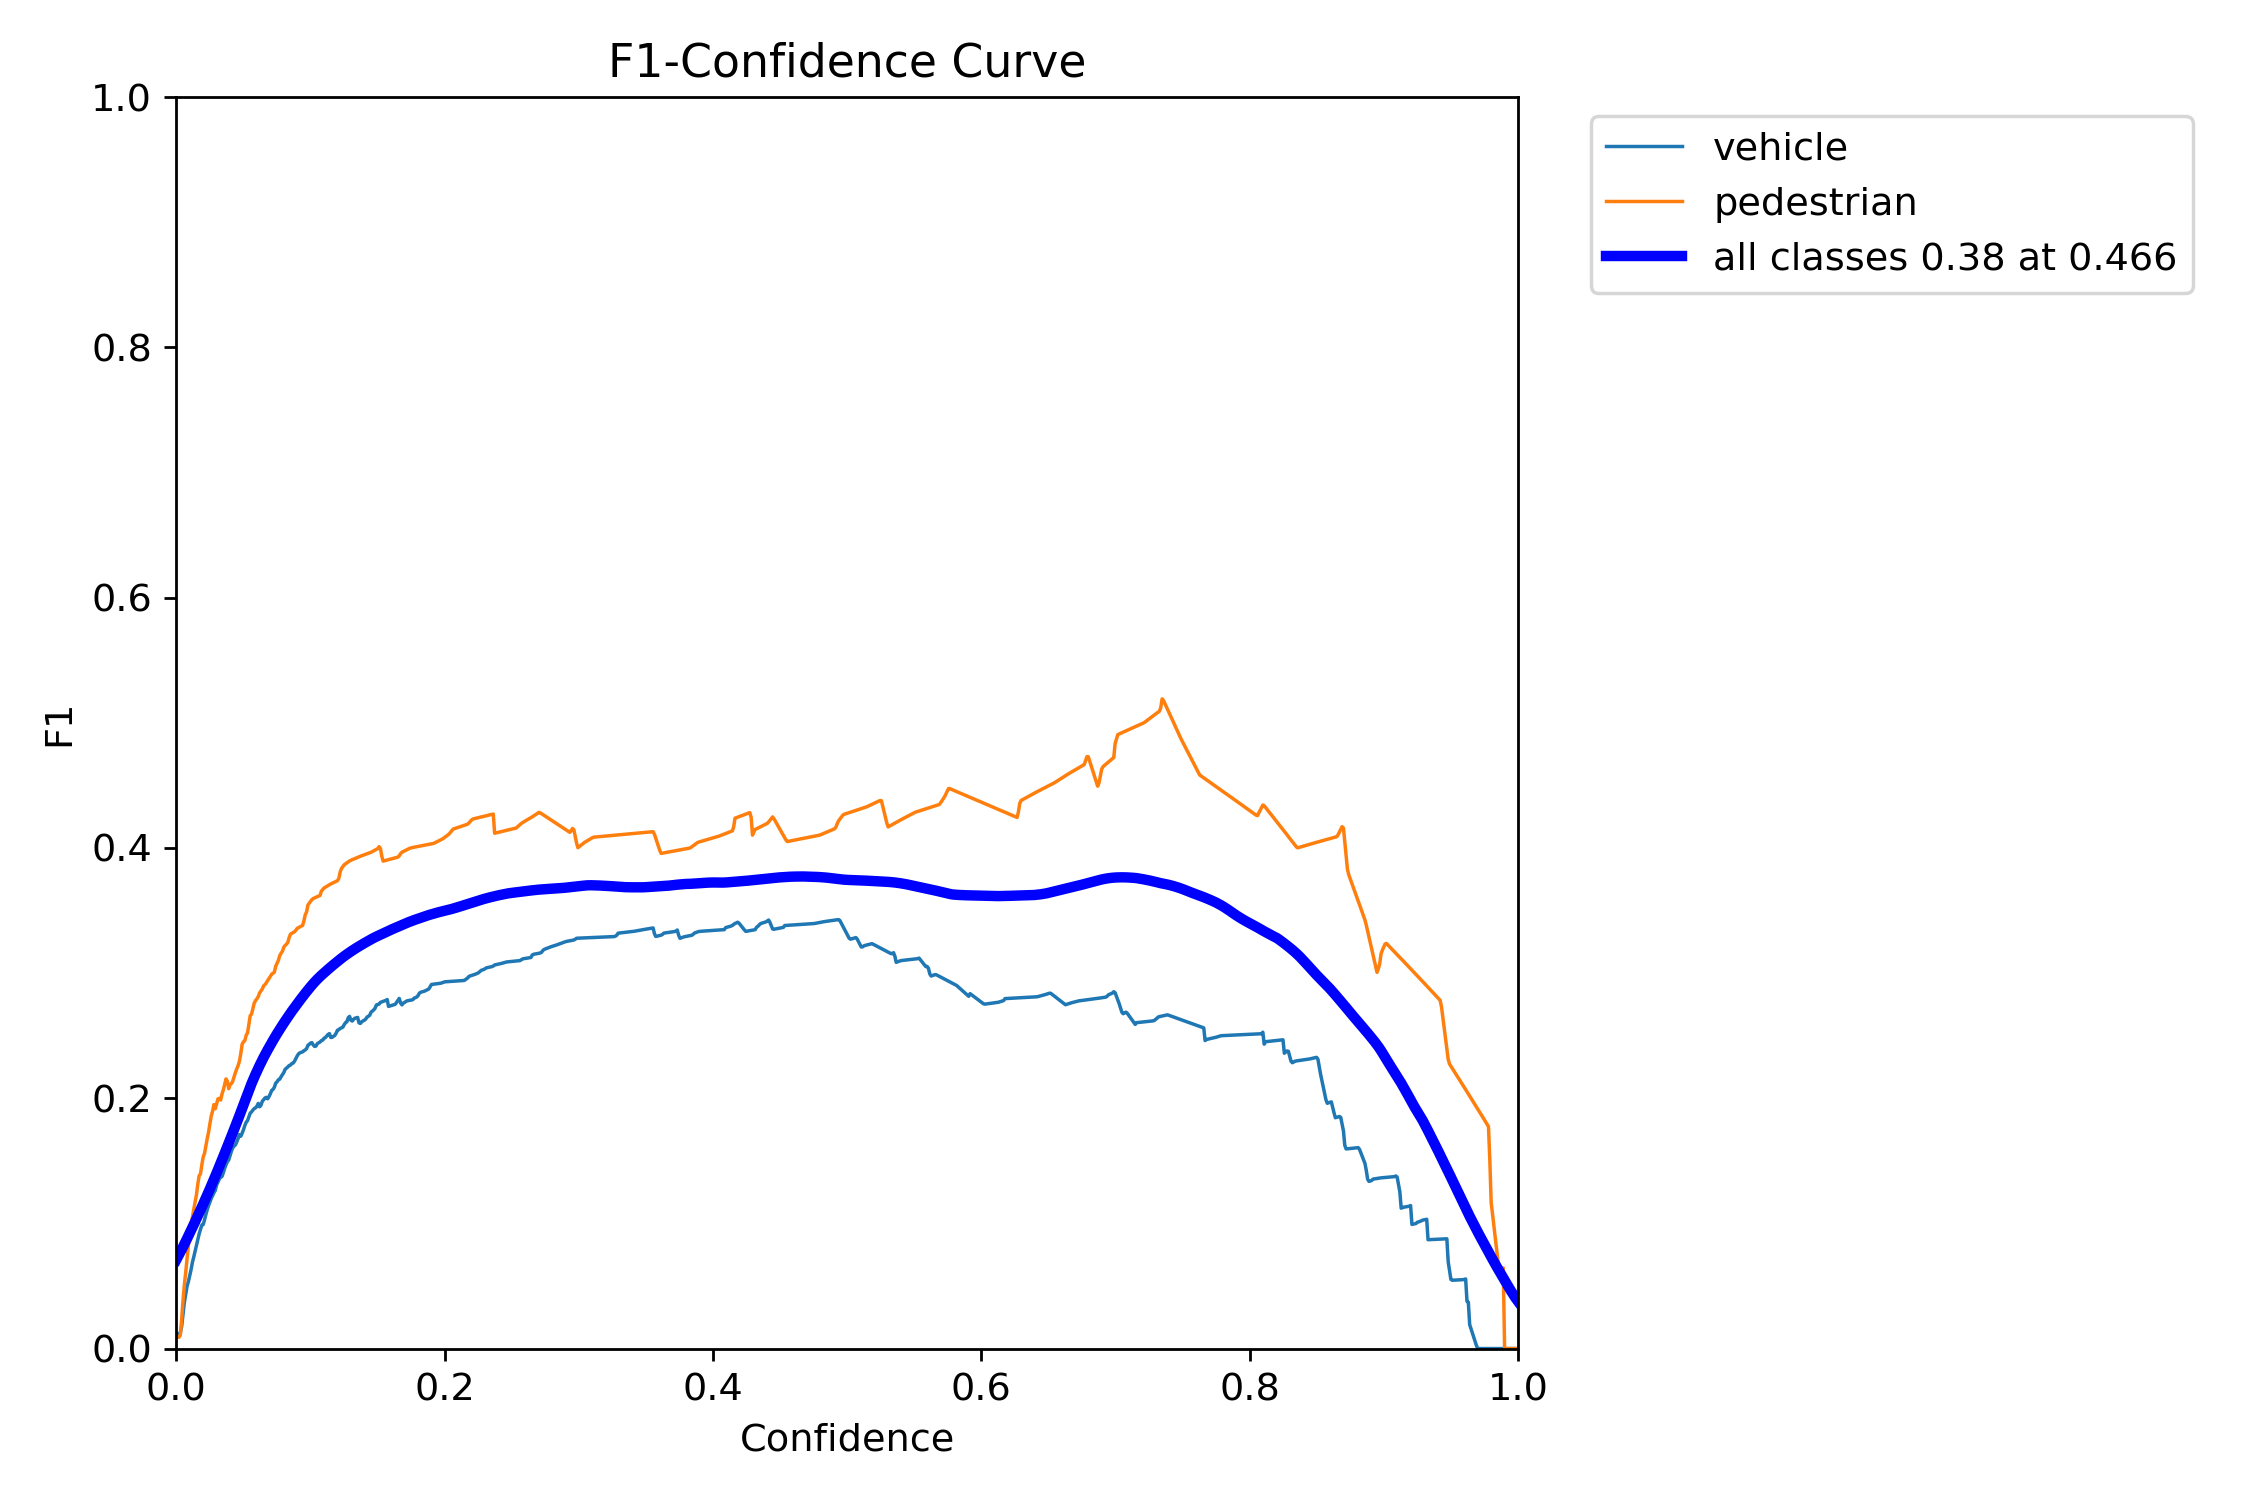 F1-Confidence Curve
1.0
0.8
0.6
0.4
0.2
0.0
F1
0.0 0.2 0.4 0.6 0.8 1.0
Confidence
vehicle
pedestrian
all classes 0.38 at 0.466